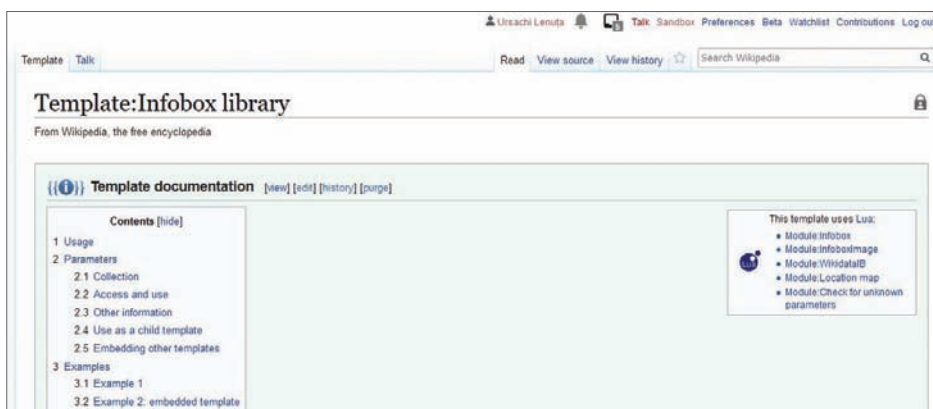 Ursachi Lenuța Talk Sandbox Preferences Beta Watchlist Contributions Log out
Template Talk Read View source View history Search Wikipedia
Template:Infobox library
From Wikipedia, the free encyclopedia
{{i}} Template documentation [view] [edit] [history] [purge]
Contents [hide]
1 Usage
2 Parameters
2.1 Collection
2.2 Access and use
2.3 Other information
2.4 Use as a child template
2.5 Embedding other templates
3 Examples
3.1 Example 1
3.2 Example 2: embedded template
This template uses Lua:
Lua
• Module:Infobox
• Module:InfoboxImage
• Module:WikidataIB
• Module:Location map
• Module:Check for unknown
parameters